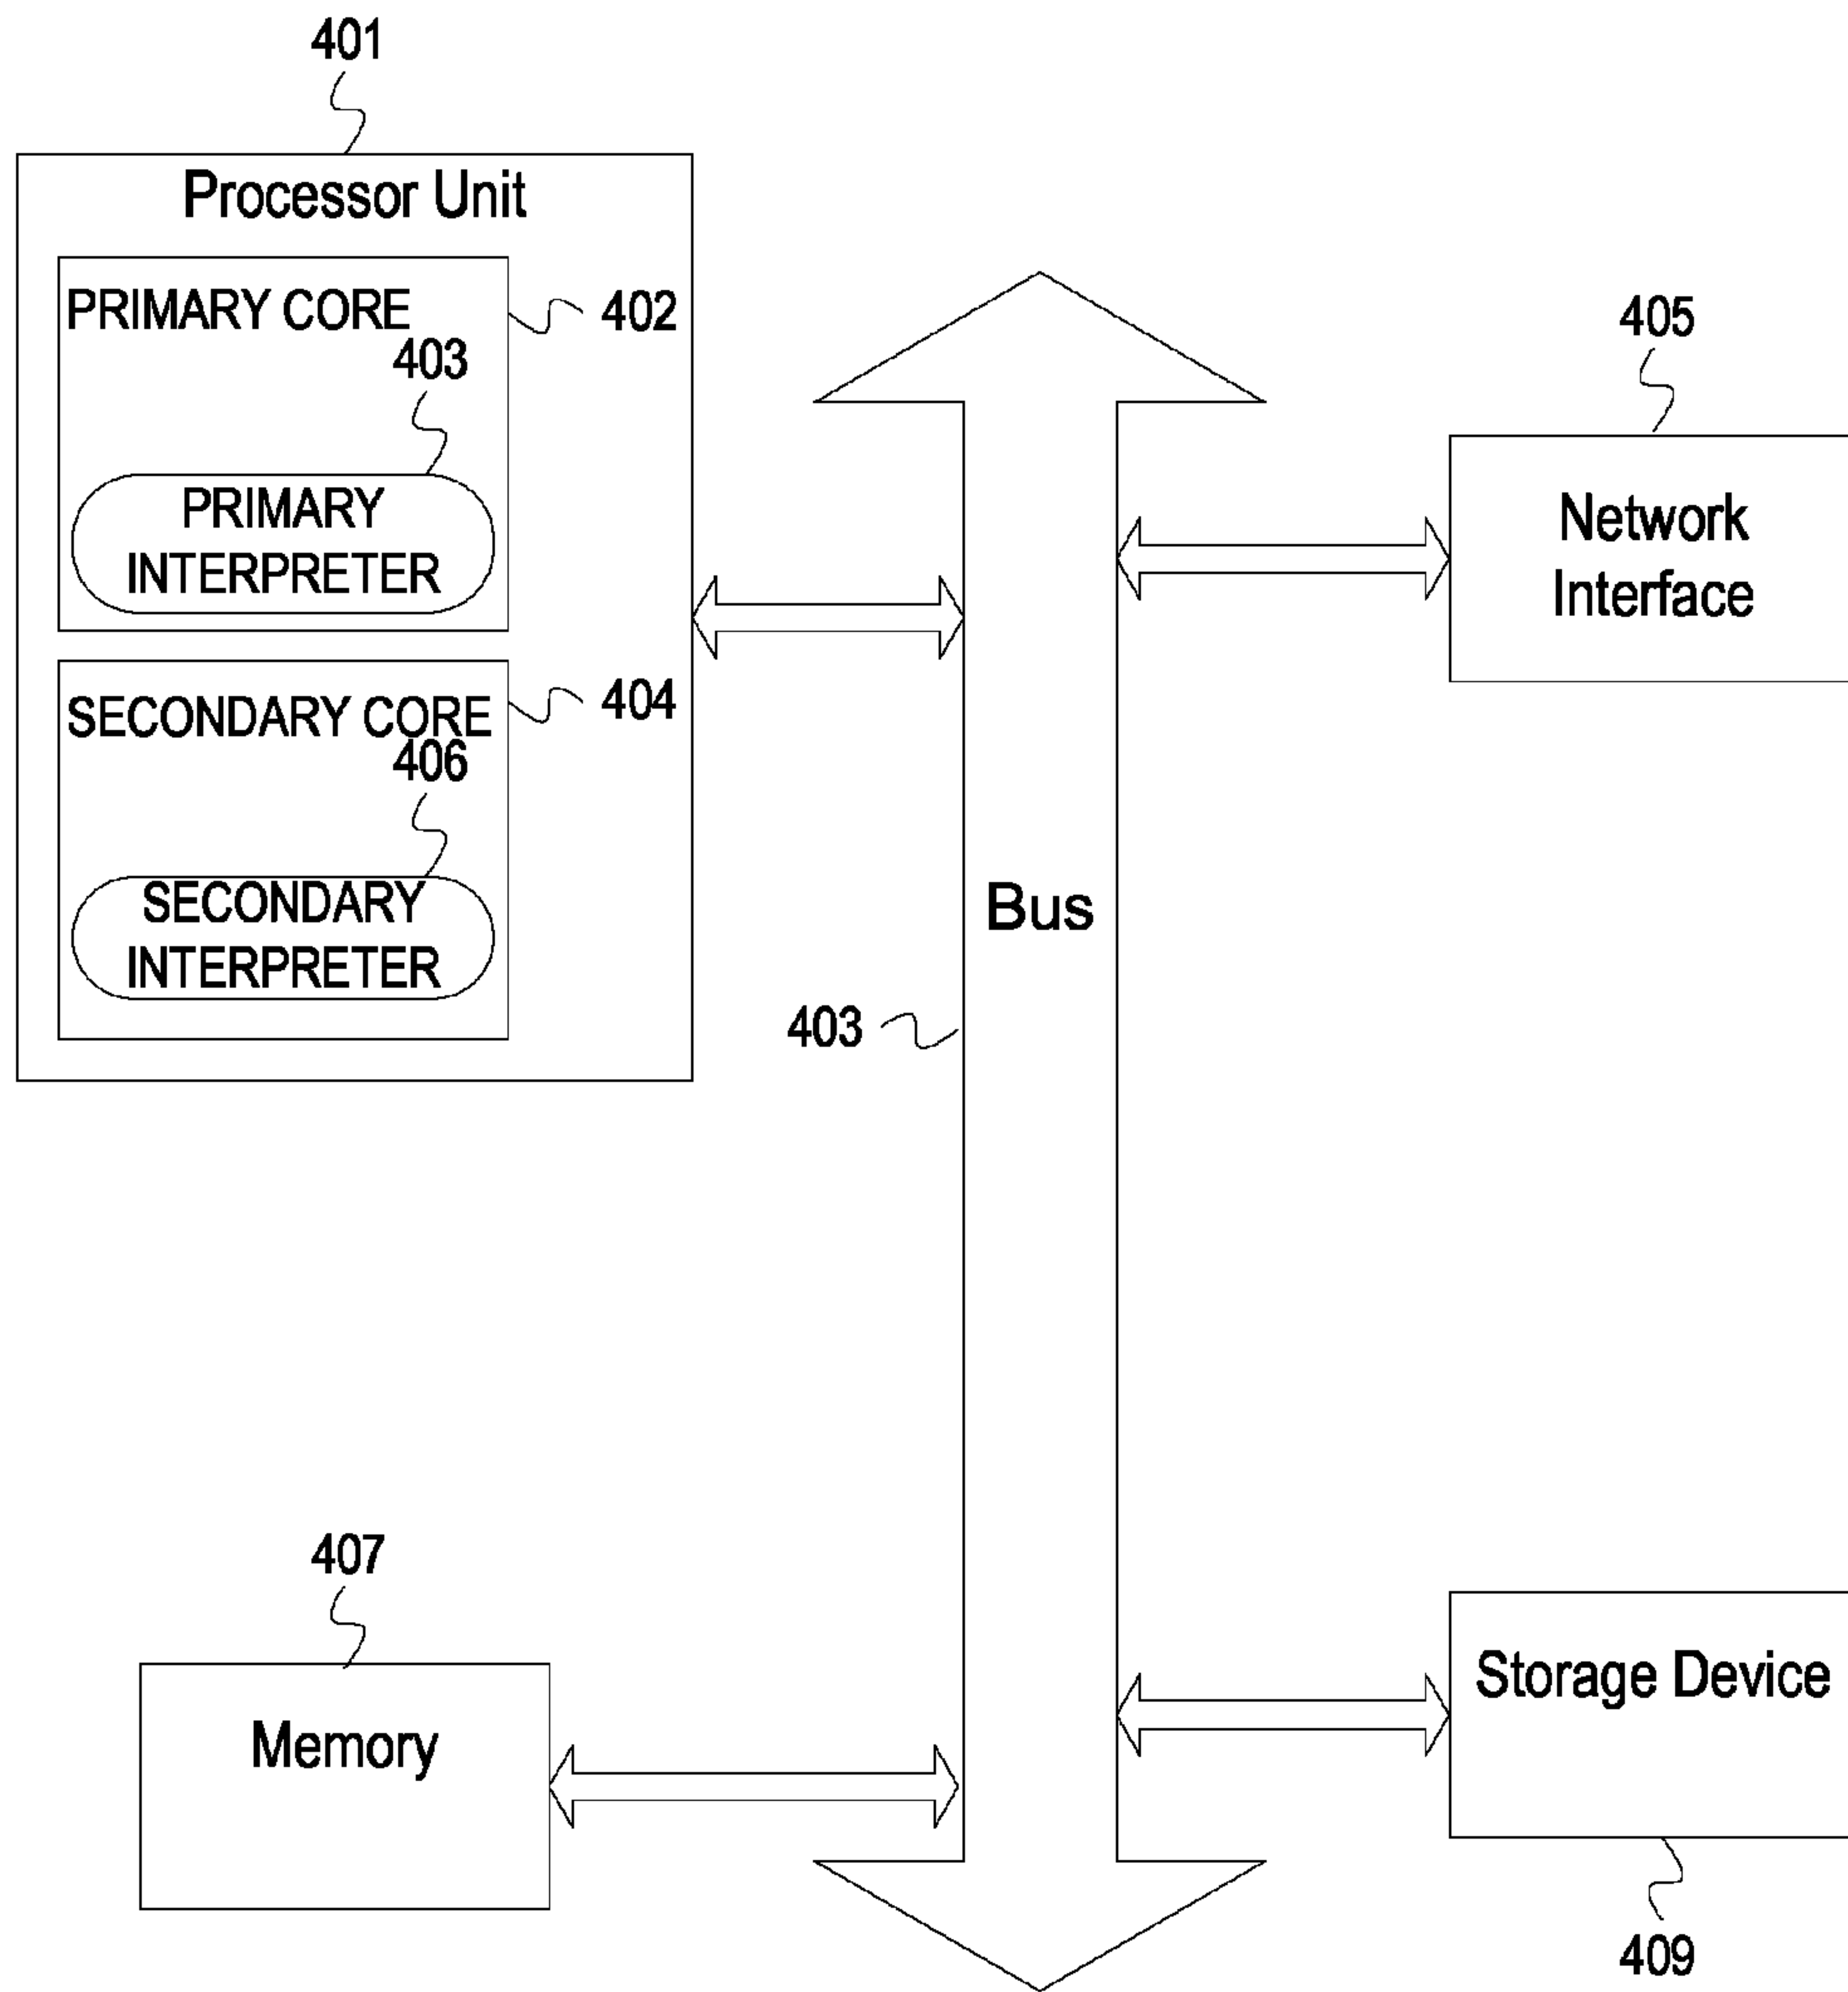 401
Processor Unit
PRIMARY CORE
402
403
PRIMARY
INTERPRETER
SECONDARY CORE
404
406
SECONDARY
INTERPRETER
Bus
403
405
Network
Interface
407
Memory
Storage Device
409